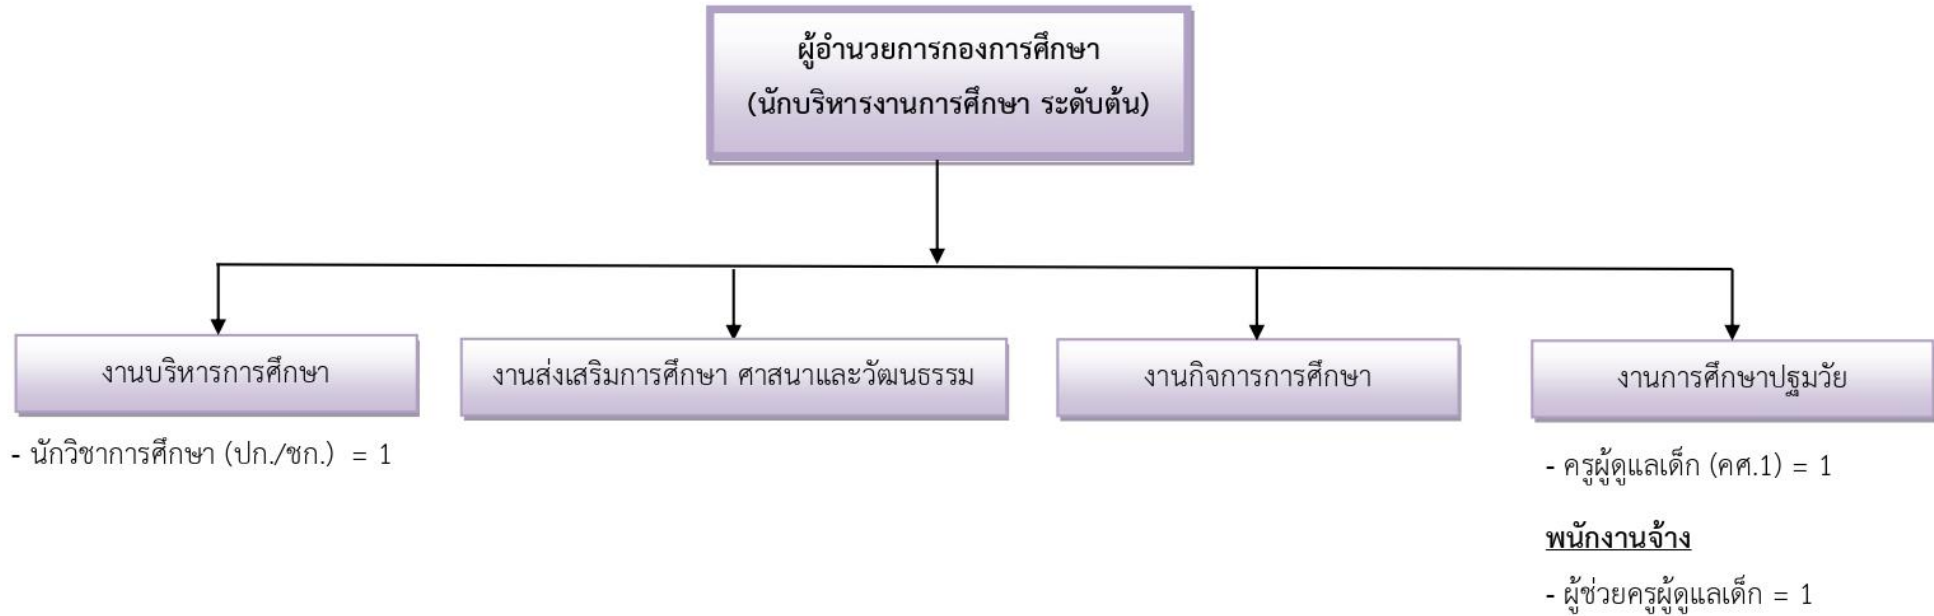 ผู้อำนวยการกองการศึกษา
(นักบริหารงานการศึกษา ระดับต้น)
งานบริหารการศึกษา
- นักวิชาการศึกษา (ปก./ชก.) = 1
งานส่งเสริมการศึกษา ศาสนาและวัฒนธรรม
งานกิจการการศึกษา
งานการศึกษาปฐมวัย
- ครูผู้ดูแลเด็ก (คศ.1) = 1
พนักงานจ้าง
- ผู้ช่วยครูผู้ดูแลเด็ก = 1